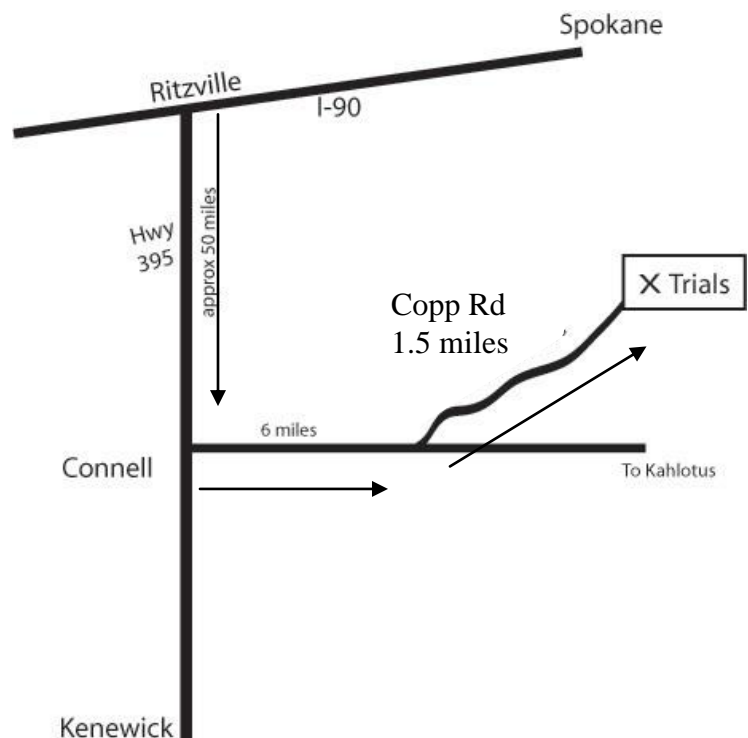 Spokane
Ritzville
I-90
Hwy
395
approx 50 miles
X Trials
Copp Rd
1.5 miles
6 miles
Connell
To Kahlotus
Kenewick